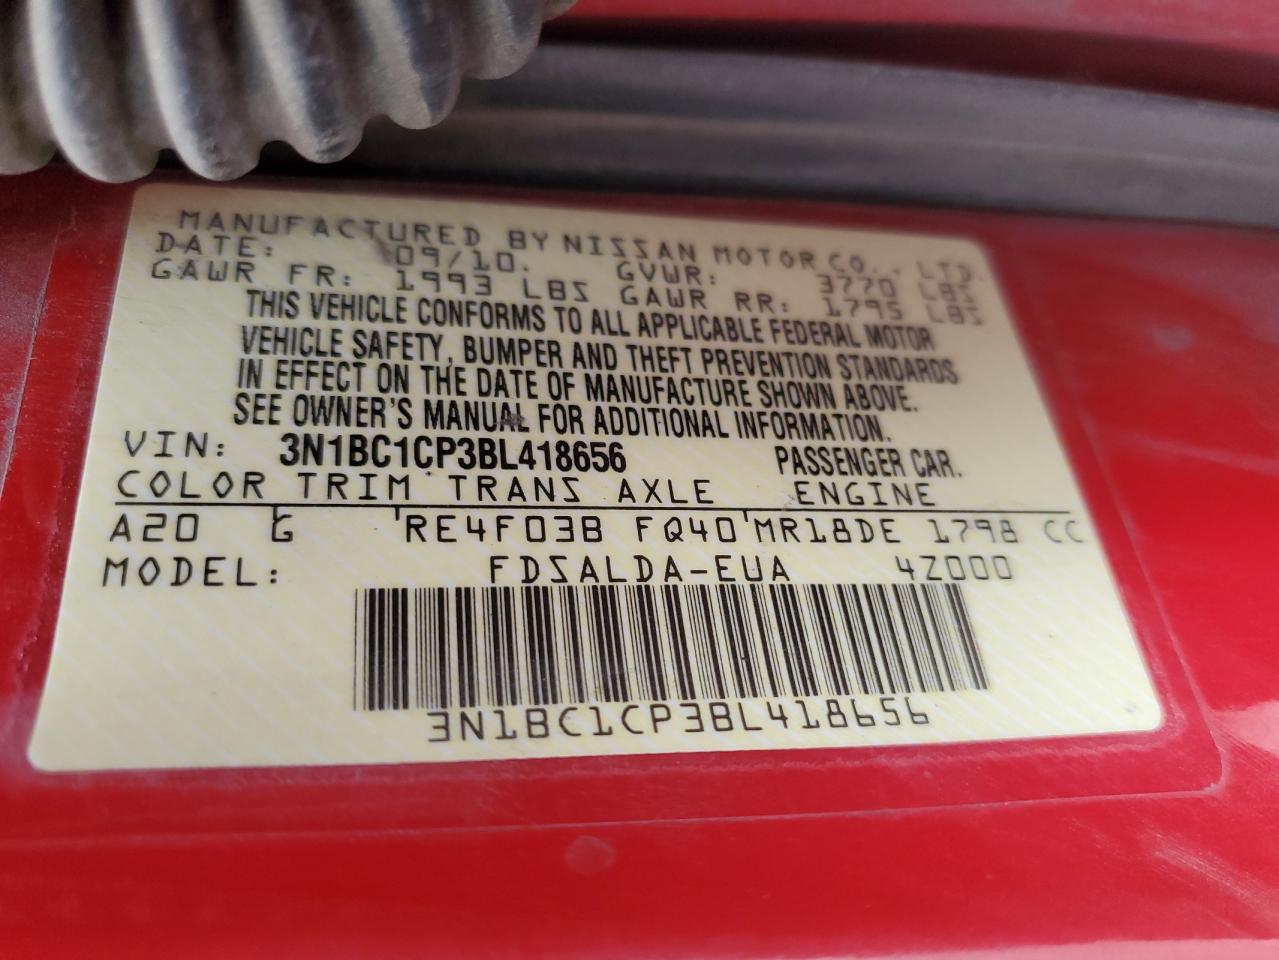 MANUFACTURED BY NISSAN MOTOR CO., LTD.
DATE: 09/10. GVWR: 3770 LBS
GAWR FR: 1993 LBS GAWR RR: 1795 LBS
THIS VEHICLE CONFORMS TO ALL APPLICABLE FEDERAL MOTOR
VEHICLE SAFETY, BUMPER AND THEFT PREVENTION STANDARDS
IN EFFECT ON THE DATE OF MANUFACTURE SHOWN ABOVE.
SEE OWNER'S MANUAL FOR ADDITIONAL INFORMATION.
VIN: 3N1BC1CP3BL418656 PASSENGER CAR.
COLOR TRIM TRANS AXLE ENGINE
A20 G RE4F03B FQ40 MR18DE 1798 CC
MODEL: FDSALDA-EUA 4Z000
3N1BC1CP3BL418656